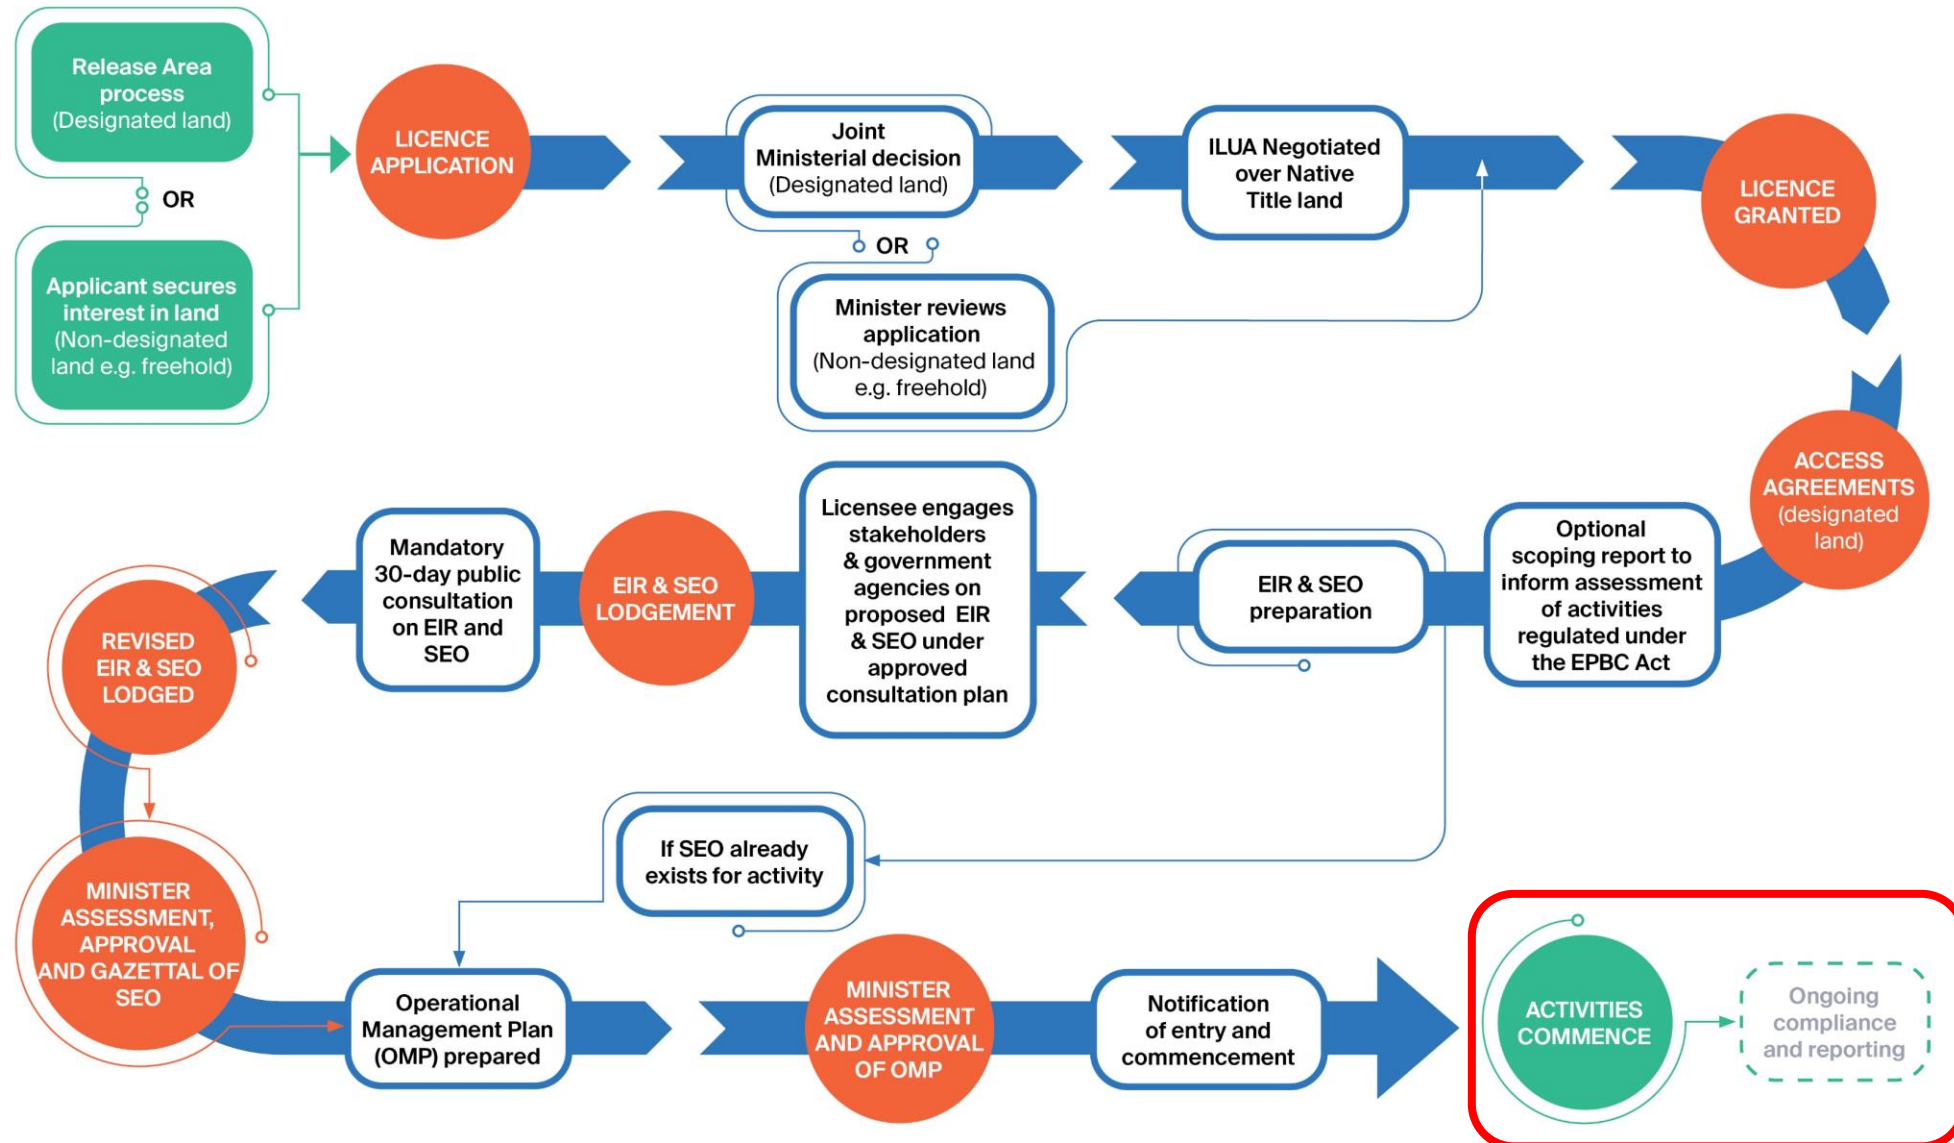 Release Area
process
(Designated land)
OR
Applicant secures
interest in land
(Non-designated
land e.g. freehold)
LICENCE
APPLICATION
Joint
Ministerial decision
(Designated land)
OR
Minister reviews
application
(Non-designated land
e.g. freehold)
ILUA Negotiated
over Native
Title land
LICENCE
GRANTED
ACCESS
AGREEMENTS
(designated
land)
Optional
scoping report to
inform assessment
of activities
regulated under
the EPBC Act
EIR & SEO
preparation
Licensee engages
stakeholders
& government
agencies on
proposed EIR
& SEO under
approved
consultation plan
EIR & SEO
LODGEMENT
Mandatory
30-day public
consultation
on EIR and
SEO
REVISED
EIR & SEO
LODGED
MINISTER
ASSESSMENT,
APPROVAL
AND GAZETTAL OF
SEO
If SEO already
exists for activity
Operational
Management Plan
(OMP) prepared
MINISTER
ASSESSMENT
AND APPROVAL
OF OMP
Notification
of entry and
commencement
ACTIVITIES
COMMENCE
Ongoing
compliance
and reporting